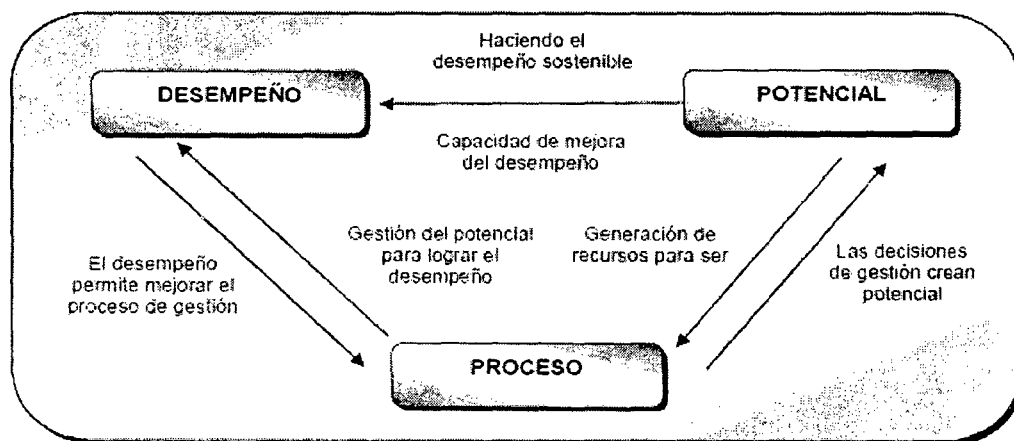 Haciendo el
desempeño sostenible
DESEMPEÑO
POTENCIAL
Capacidad de mejora
del desempeño
El desempeño
permite mejorar el
proceso de gestión
Gestión del potencial
para lograr el
desempeño
Generación de
recursos para ser
Las decisiones
de gestión crean
potencial
PROCESO